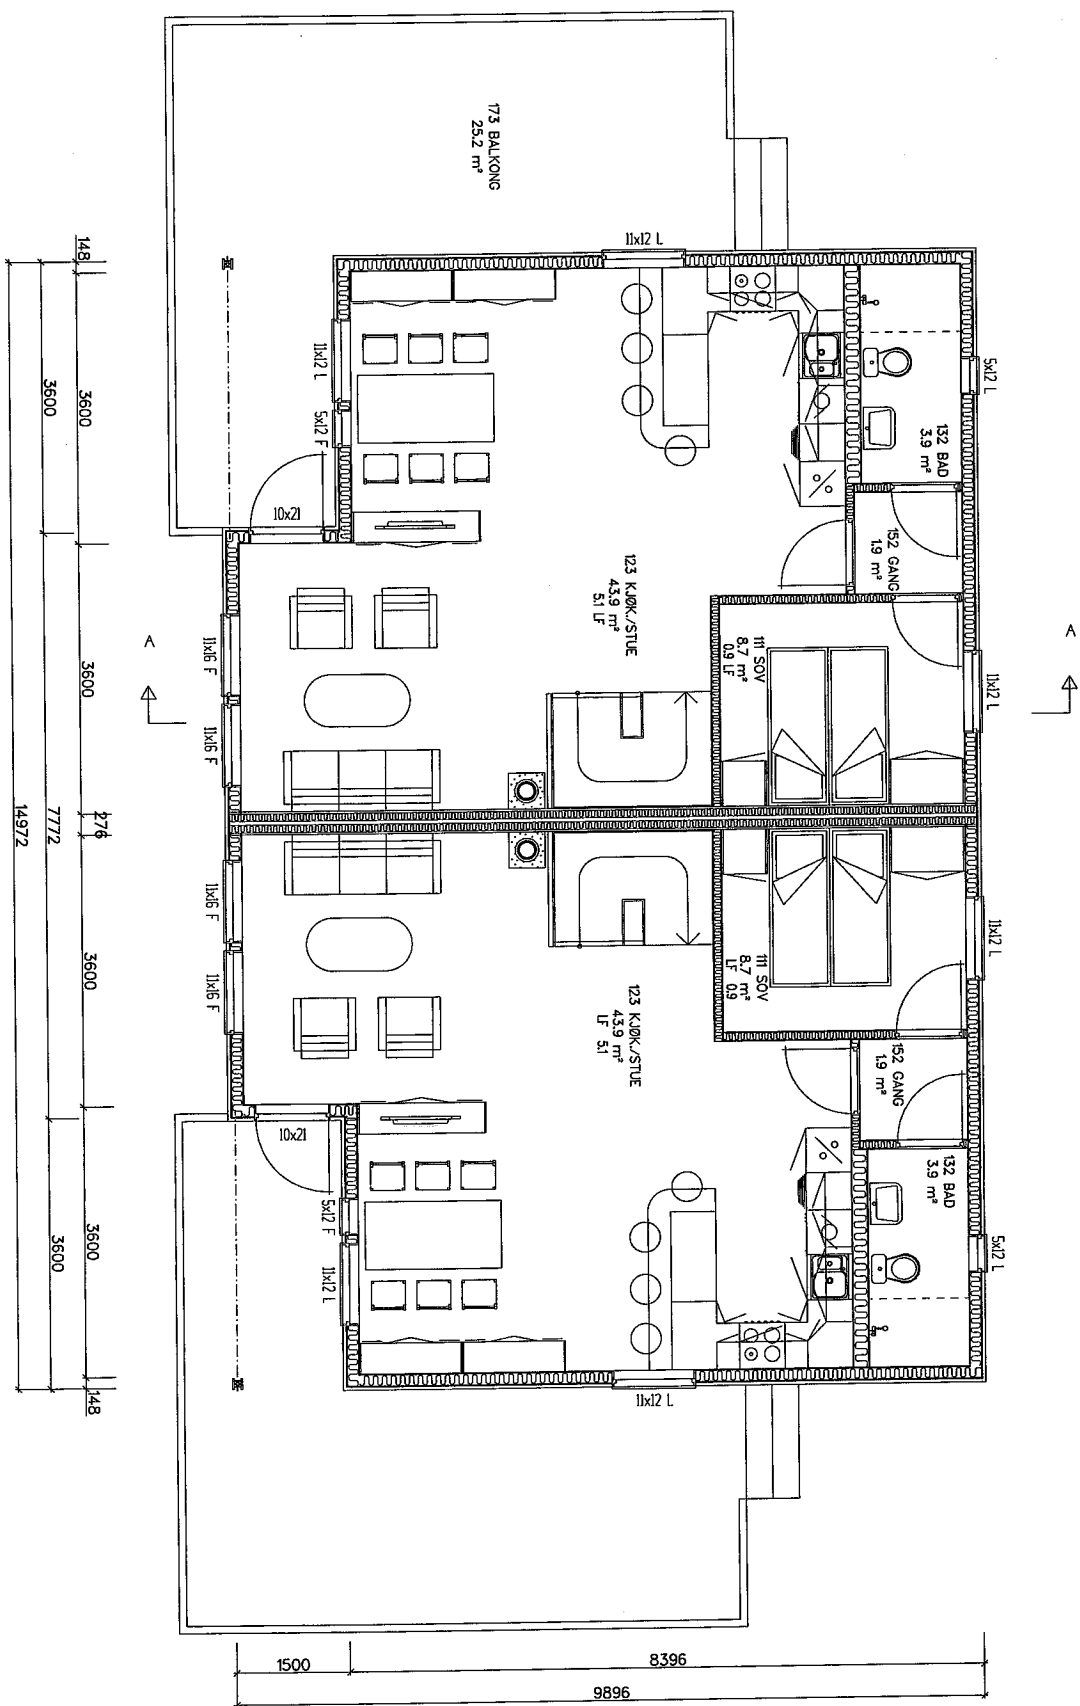 173 BALKONG
25.2 m²
11x12 L
5x12 L
132 BAD
3.9 m²
152 GANG
1.9 m²
11x12 L
5x12 F
10x21
123 KJØK./STUE
43.9 m²
5.1 LF
111 SOV
8.7 m²
0.9 LF
11x12 L
11x16 F
11x16 F
A
A
11x16 F
11x16 F
123 KJØK./STUE
43.9 m²
LF 5.1
111 SOV
8.7 m²
LF 0.9
11x12 L
152 GANG
1.9 m²
132 BAD
3.9 m²
5x12 L
10x21
5x12 F
11x12 L
11x12 L
148
3600
3600
276
3600
3600
148
3600
7772
3600
14972
1500
8396
9896